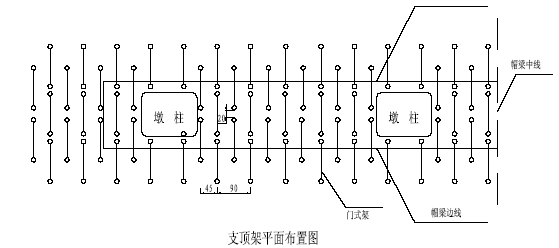 帽梁中线
墩 柱
墩 柱
20
45
90
门式架
帽梁边线
支顶架平面布置图